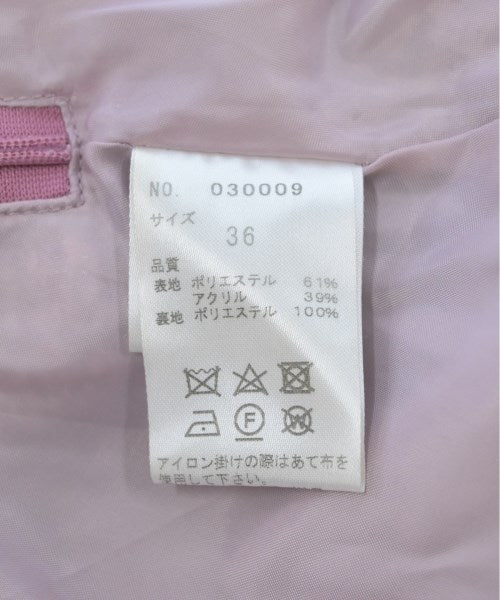 NO. 030009
サイズ
36
品質
表地 ポリエステル 61%
アクリル 39%
裏地 ポリエステル 100%
F W
アイロン掛けの際はあて布を
使用して下さい。